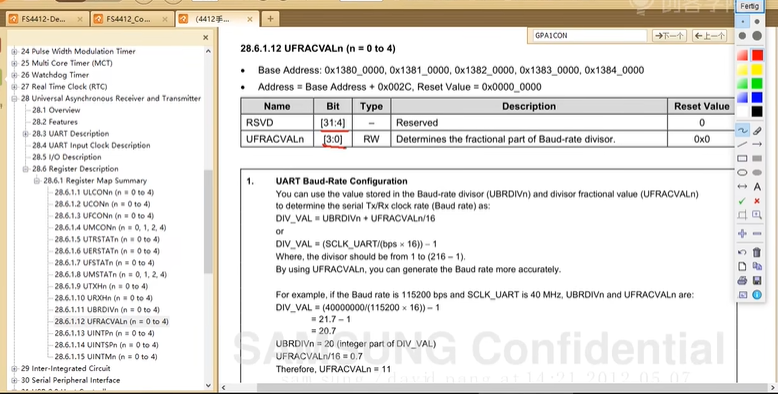 Fertig
FS4412-De...
FS4412_Co...
(4412手...
GPA1CON
下一个
上一个
24 Pulse Width Modulation Timer
25 Multi Core Timer (MCT)
26 Watchdog Timer
27 Real Time Clock (RTC)
28 Universal Asynchronous Receiver and Transmitter
28.1 Overview
28.2 Features
28.3 UART Description
28.4 UART Input Clock Description
28.5 I/O Description
28.6 Register Description
28.6.1 Register Map Summary
28.6.1.1 ULCONn (n = 0 to 4)
28.6.1.2 UCONn (n = 0 to 4)
28.6.1.3 UFCONn (n = 0 to 4)
28.6.1.4 UMCONn (n = 0, 1, 2, 4)
28.6.1.5 UTRSTATn (n = 0 to 4)
28.6.1.6 UERSTATn (n = 0 to 4)
28.6.1.7 UFSTATn (n = 0 to 4)
28.6.1.8 UMSTATn (n = 0, 1, 2, 4)
28.6.1.9 UTXHn (n = 0 to 4)
28.6.1.10 URXHn (n = 0 to 4)
28.6.1.11 UBRDIVn (n = 0 to 4)
28.6.1.12 UFRACVALn (n = 0 to 4)
28.6.1.13 UINTPn (n = 0 to 4)
28.6.1.14 UINTSPn (n = 0 to 4)
28.6.1.15 UINTMn (n = 0 to 4)
29 Inter-Integrated Circuit
30 Serial Peripheral Interface
28.6.1.12 UFRACVALn (n = 0 to 4)
• Base Address: 0x1380_0000, 0x1381_0000, 0x1382_0000, 0x1383_0000, 0x1384_0000
• Address = Base Address + 0x002C, Reset Value = 0x0000_0000
Name Bit Type Description Reset Value
RSVD [31:4] – Reserved 0
UFRACVALn [3:0] RW Determines the fractional part of Baud-rate divisor. 0x0
1. UART Baud-Rate Configuration
You can use the value stored in the Baud-rate divisor (UBRDIVn) and divisor fractional value (UFRACVALn)
to determine the serial Tx/Rx clock rate (Baud rate) as:
DIV_VAL = UBRDIVn + UFRACVALn/16
or
DIV_VAL = (SCLK_UART/(bps × 16)) – 1
Where, the divisor should be from 1 to (216 – 1).
By using UFRACVALn, you can generate the Baud rate more accurately.
For example, if the Baud rate is 115200 bps and SCLK_UART is 40 MHz, UBRDIVn and UFRACVALn are:
DIV_VAL = (40000000/(115200 × 16)) – 1
= 21.7 – 1
= 20.7
UBRDIVn = 20 (integer part of DIV_VAL)
UFRACVALn/16 = 0.7
Therefore, UFRACVALn = 11
SAMSUNG Confidential